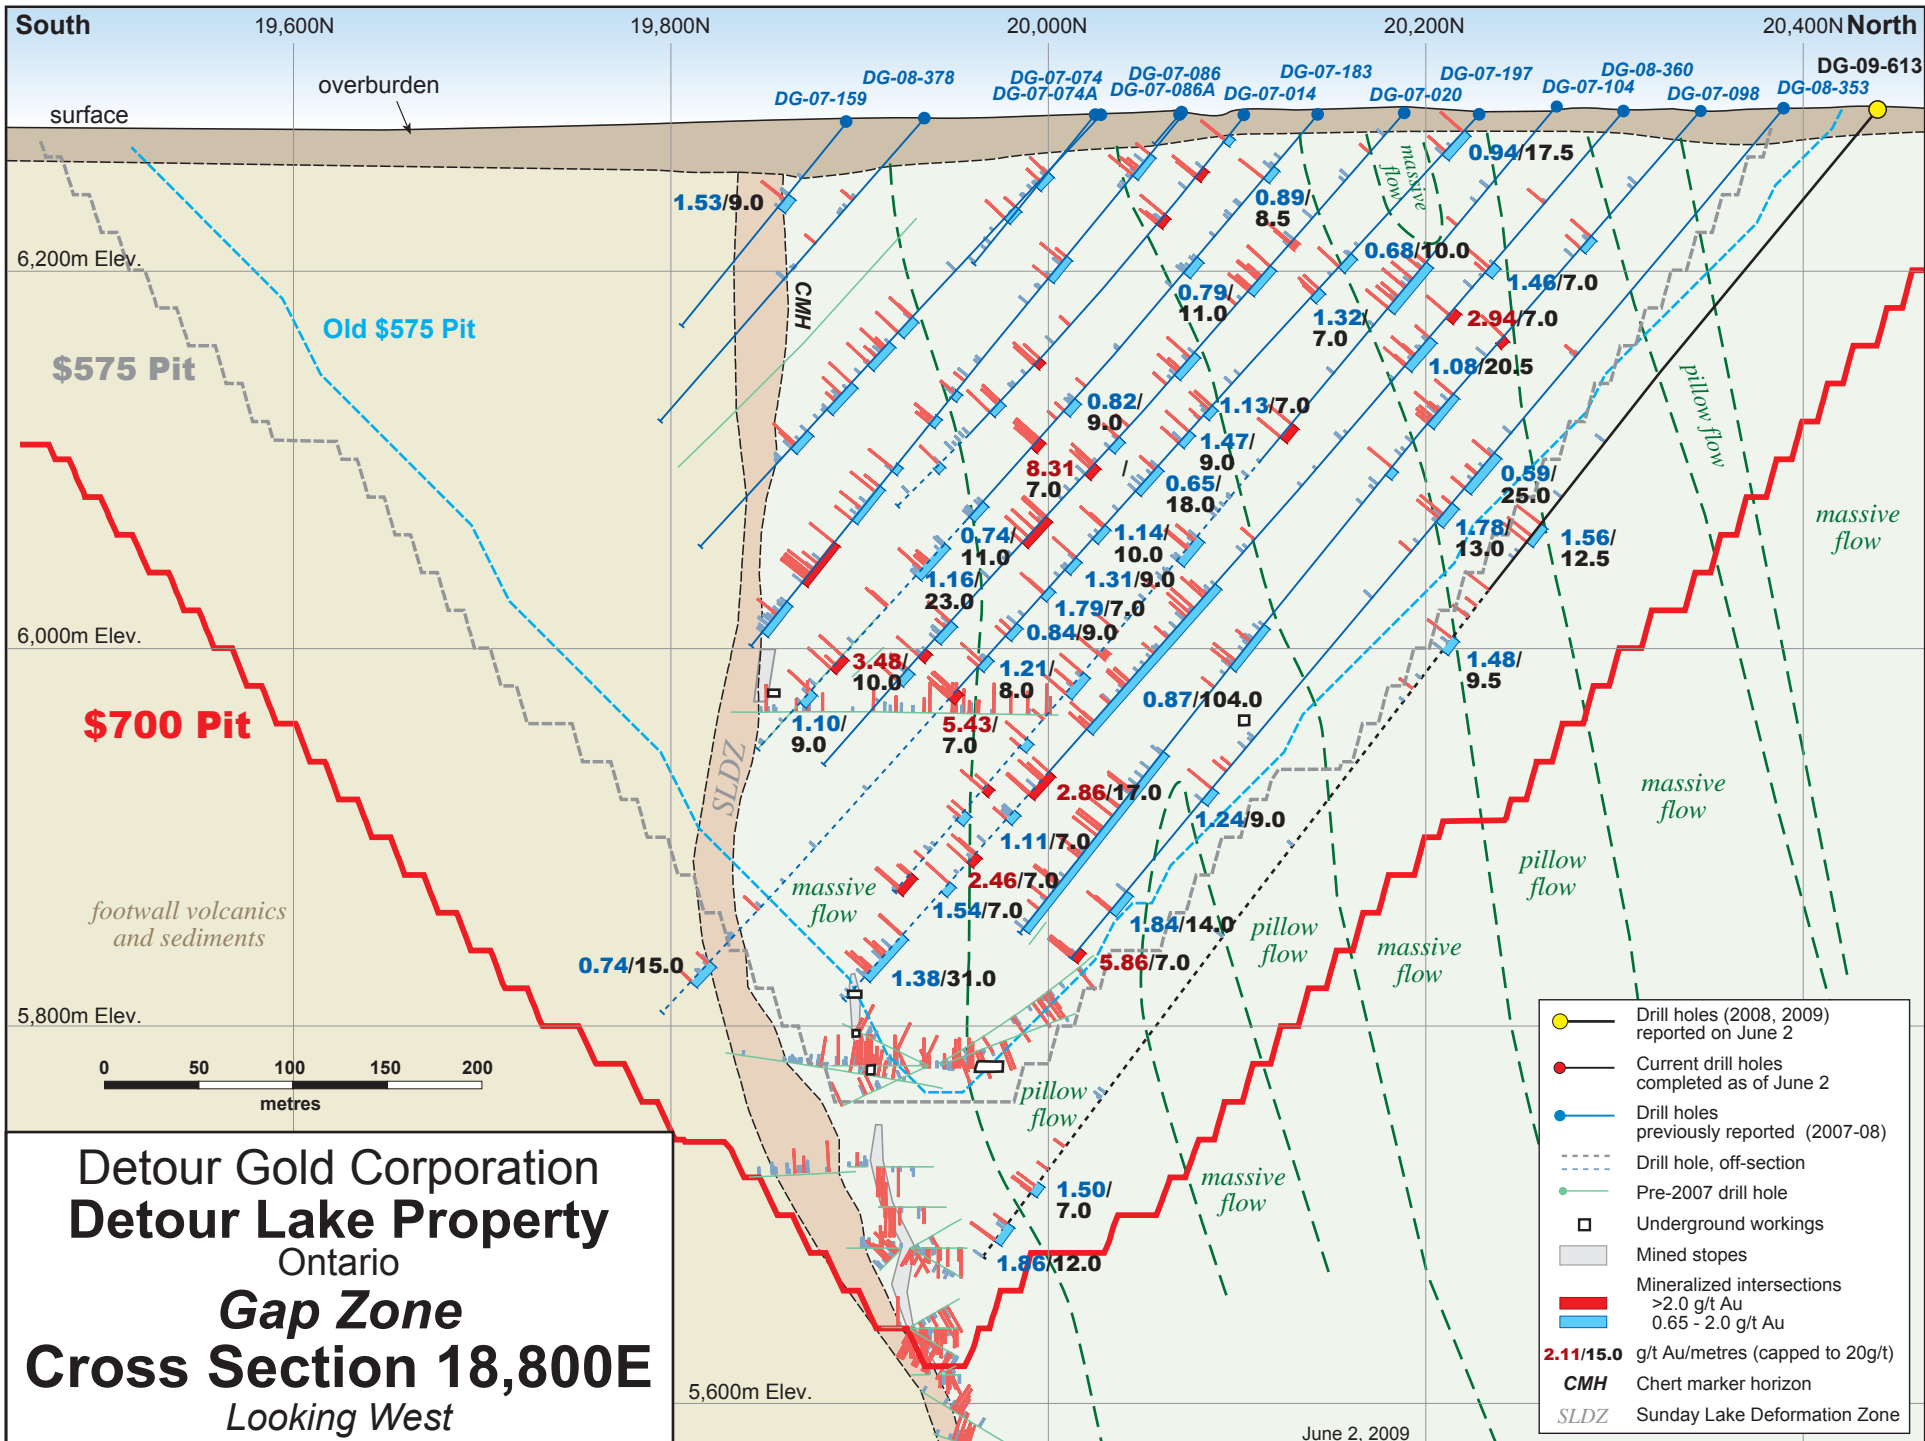 South
19,600N
19,800N
20,000N
20,200N
20,400N
North
DG-07-159
DG-08-378
DG-07-074
DG-07-074A
DG-07-086
DG-07-086A
DG-07-014
DG-07-183
DG-07-020
DG-07-197
DG-07-104
DG-08-360
DG-07-098
DG-08-353
DG-09-613
overburden
surface
massive
flow
1.53/9.0
0.94/17.5
0.89/
8.5
0.68/10.0
6,200m Elev.
CMH
0.79/
11.0
1.32/
7.0
1.46/7.0
2.94/7.0
Old $575 Pit
$575 Pit
1.08/20.5
pillow flow
0.82/
9.0
1.13/7.0
1.47/
9.0
8.31
7.0
/
0.65/
18.0
0.59/
25.0
massive
flow
0.74/
11.0
1.14/
10.0
1.78/
13.0
1.56/
12.5
1.16/
23.0
1.31/9.0
1.79/7.0
0.84/9.0
6,000m Elev.
3.48/
10.0
1.21/
8.0
1.48/
9.5
0.87/104.0
$700 Pit
1.10/
9.0
5.43/
7.0
SLDZ
2.86/17.0
massive
flow
1.24/9.0
1.11/7.0
pillow
flow
massive
flow
2.46/7.0
1.54/7.0
footwall volcanics
and sediments
1.84/14.0
pillow
flow
massive
flow
0.74/15.0
1.38/31.0
5.86/7.0
5,800m Elev.
0 50 100 150 200
metres
pillow
flow
massive
flow
1.50/
7.0
1.86/12.0
5,600m Elev.
June 2, 2009
Detour Gold Corporation
Detour Lake Property
Ontario
Gap Zone
Cross Section 18,800E
Looking West
Drill holes (2008, 2009)
reported on June 2
Current drill holes
completed as of June 2
Drill holes
previously reported (2007-08)
Drill hole, off-section
Pre-2007 drill hole
Underground workings
Mined stopes
Mineralized intersections
>2.0 g/t Au
0.65 - 2.0 g/t Au
2.11/15.0 g/t Au/metres (capped to 20g/t)
CMH Chert marker horizon
SLDZ Sunday Lake Deformation Zone